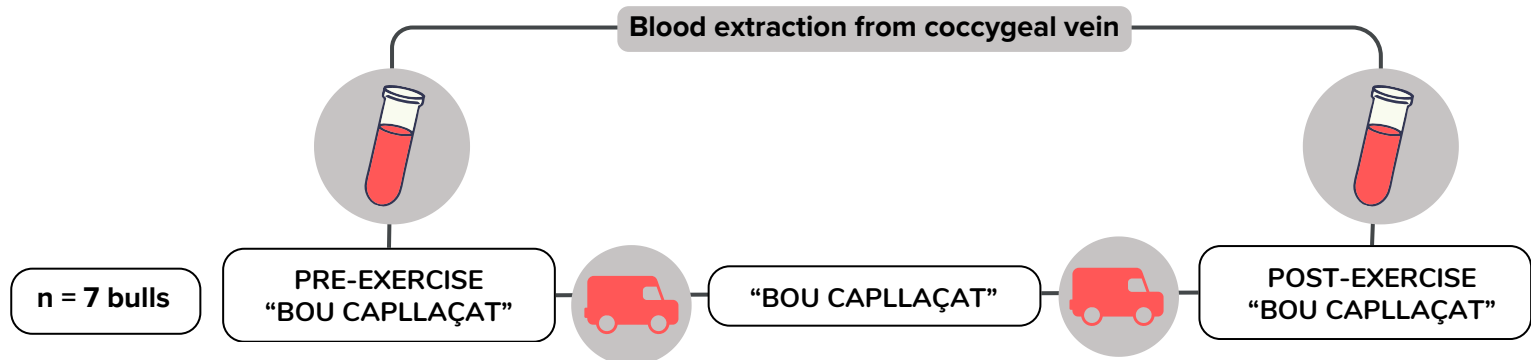 Blood extraction from coccygeal vein
n = 7 bulls
PRE-EXERCISE
“BOU CAPLLAÇAT”
“BOU CAPLLAÇAT”
POST-EXERCISE
“BOU CAPLLAÇAT”